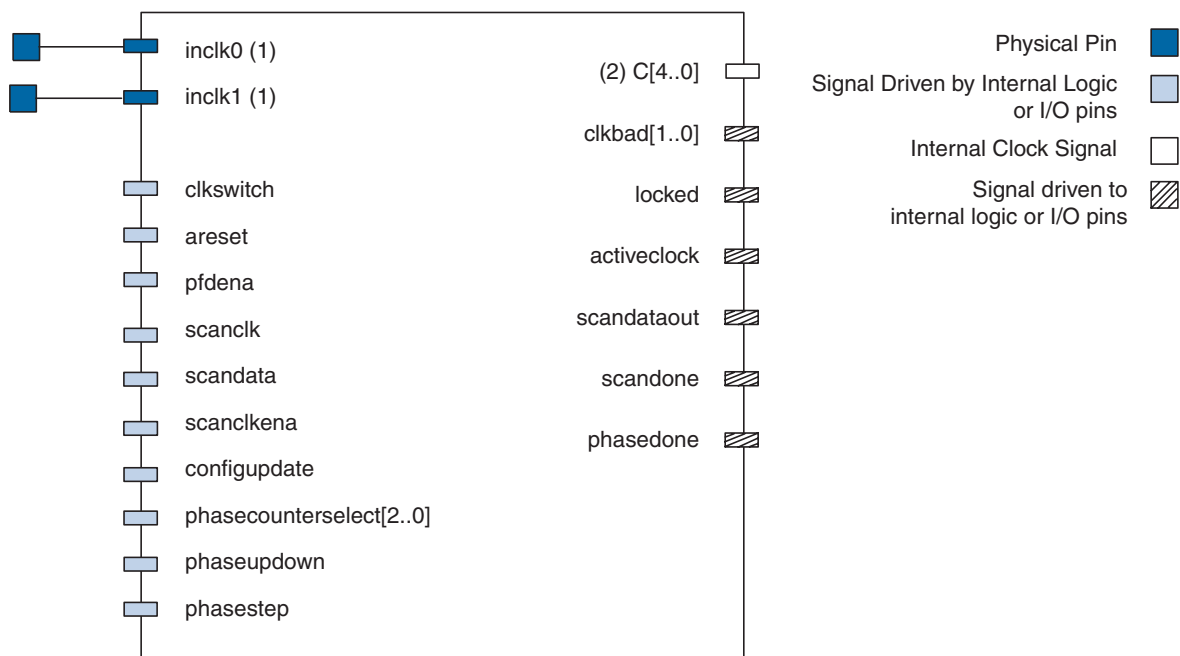 inclk0 (1)
inclk1 (1)
clkswitch
areset
pfdena
scanclk
scandata
scanclkena
configupdate
phasecounterselect[2..0]
phaseupdown
phasestep
(2) C[4..0]
clkbad[1..0]
locked
activeclock
scandataout
scandone
phasedone
Physical Pin
Signal Driven by Internal Logic
or I/O pins
Internal Clock Signal
Signal driven to
internal logic or I/O pins